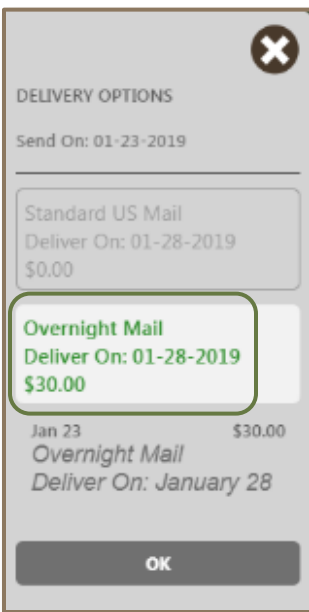 DELIVERY OPTIONS
Send On: 01-23-2019
Standard US Mail
Deliver On: 01-28-2019
$0.00
Overnight Mail
Deliver On: 01-28-2019
$30.00
Jan 23 $30.00
Overnight Mail
Deliver On: January 28
OK